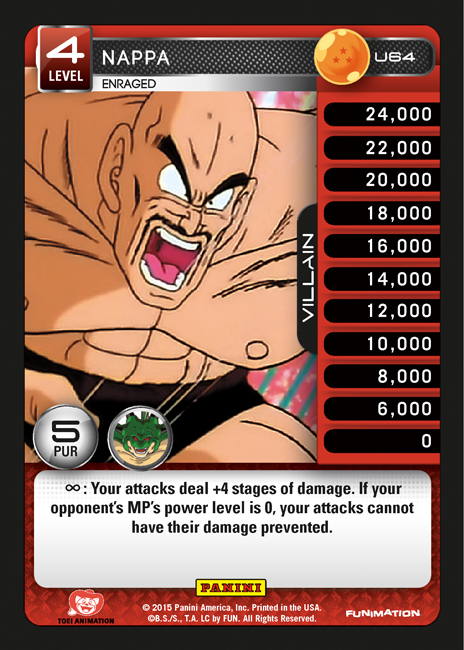 4
LEVEL
NAPPA
U64
ENRAGED
24,000
22,000
20,000
18,000
16,000
14,000
12,000
10,000
8,000
6,000
0
VILLAIN
5
PUR
∞: Your attacks deal +4 stages of damage. If your
opponent's MP's power level is 0, your attacks cannot
have their damage prevented.
PANINI
TOEI ANIMATION
© 2015 Panini America, Inc. Printed in the USA.
©B.S./S., T.A. LC by FUN. All Rights Reserved.
FUNIMATION